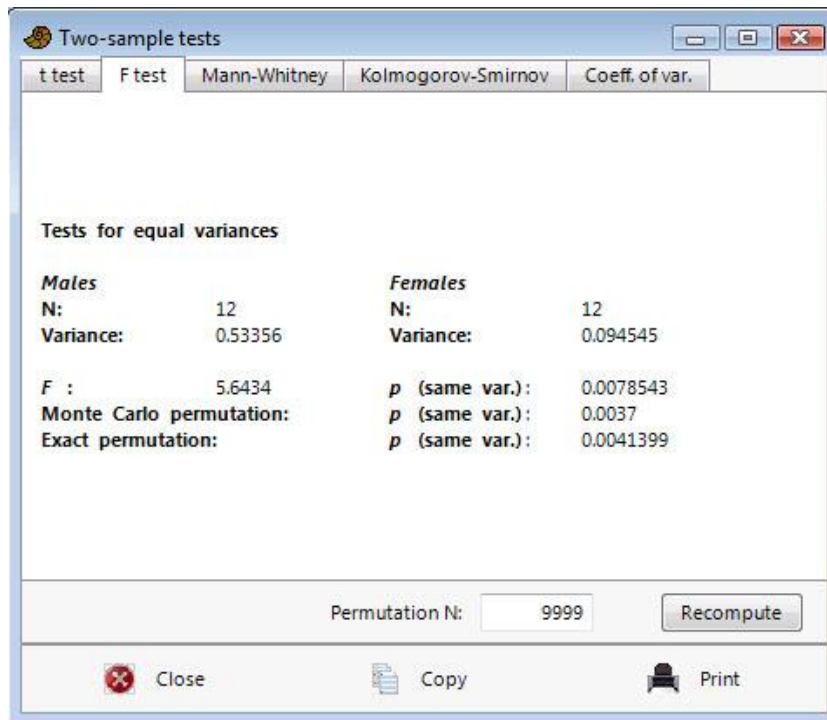 Two-sample tests
t test F test Mann-Whitney Kolmogorov-Smirnov Coeff. of var.
Tests for equal variances
Males Females
N: 12 N: 12
Variance: 0.53356 Variance: 0.094545
F : 5.6434 p (same var.): 0.0078543
Monte Carlo permutation: p (same var.): 0.0037
Exact permutation: p (same var.): 0.0041399
Permutation N: 9999 Recompute
Close Copy Print